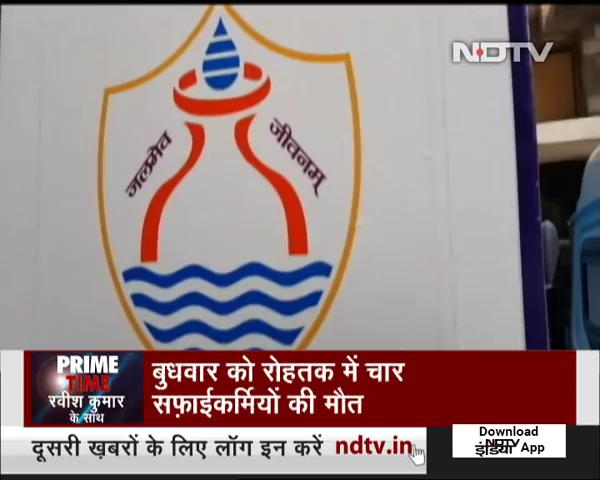 NDTV
जलमेव
जीवनम्
PRIME
TIME
रवीश कुमार
के साथ
बुधवार को रोहतक में चार
सफ़ाईकर्मियों की मौत
दूसरी ख़बरों के लिए लॉग इन करें ndtv.in
Download
NDTV
इंडिया App